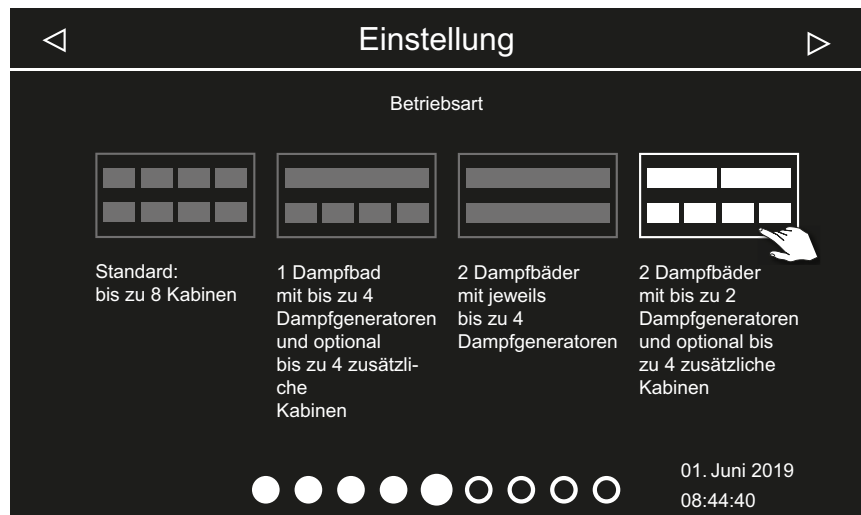 Einstellung
Betriebsart
Standard:
bis zu 8 Kabinen
1 Dampfbad
mit bis zu 4
Dampfgeneratoren
und optional
bis zu 4 zusätzli-
che
Kabinen
2 Dampfbäder
mit jeweils
bis zu 4
Dampfgeneratoren
2 Dampfbäder
mit bis zu 2
Dampfgeneratoren
und optional bis
zu 4 zusätzliche
Kabinen
01. Juni 2019
08:44:40